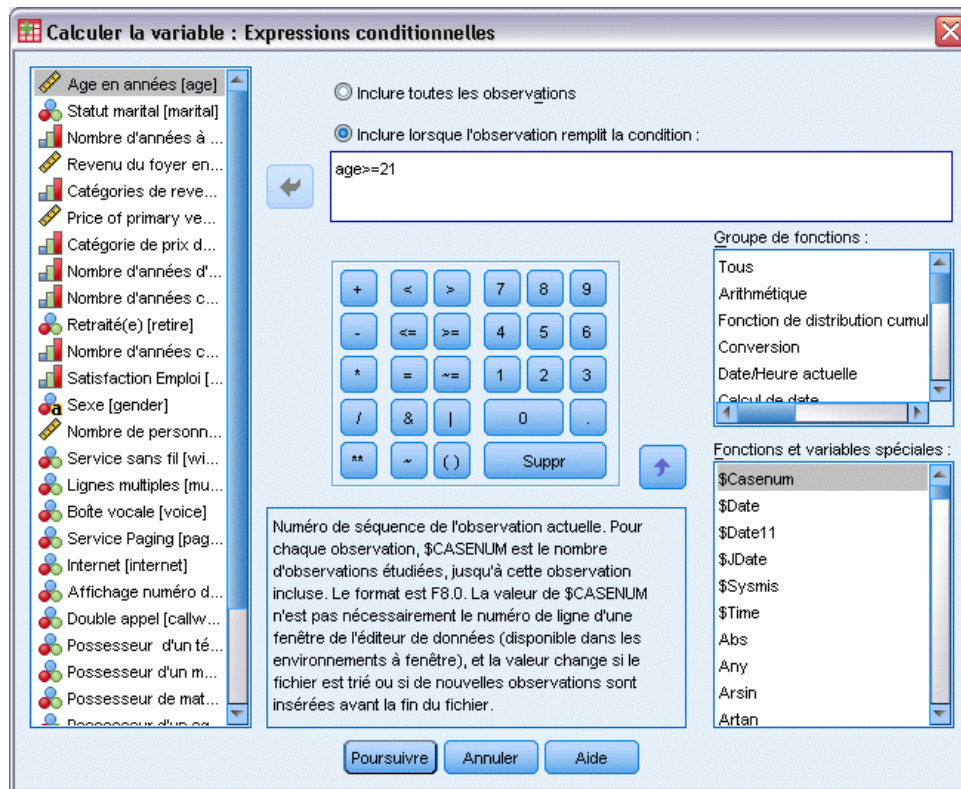 Calculer la variable : Expressions conditionnelles
Age en années [age]
Statut marital [marital]
Nombre d'années à ...
Revenu du foyer en...
Catégories de reve...
Price of primary ve...
Catégorie de prix d...
Nombre d'années d'...
Nombre d'années c...
Retraité(e) [retire]
Nombre d'années c...
Satisfaction Emploi [...
Sexe [gender]
Nombre de personn...
Service sans fil [wi...
Lignes multiples [mu...
Boîte vocale [voice]
Service Paging [pag...
Internet [internet]
Affichage numéro d...
Double appel [callw...
Possesseur d'un té...
Possesseur d'un m...
Possesseur de mat...
Inclure toutes les observations
Inclure lorsque l'observation remplit la condition :
age>=21
+ < > 7 8 9
- <= >= 4 5 6
* = ~= 1 2 3
/ & | 0 .
** ~ ( ) Suppr
Groupe de fonctions :
Tous
Arithmétique
Fonction de distribution cumul
Conversion
Date/Heure actuelle
Calcul de date
Fonctions et variables spéciales :
$Casenum
$Date
$Date11
$JDate
$Sysmis
$Time
Abs
Any
Arsin
Artan
Numéro de séquence de l'observation actuelle. Pour
chaque observation, $CASENUM est le nombre
d'observations étudiées, jusqu'à cette observation
incluse. Le format est F8.0. La valeur de $CASENUM
n'est pas nécessairement le numéro de ligne d'une
fenêtre de l'éditeur de données (disponible dans les
environnements à fenêtre), et la valeur change si le
fichier est trié ou si de nouvelles observations sont
insérées avant la fin du fichier.
Poursuivre
Annuler
Aide